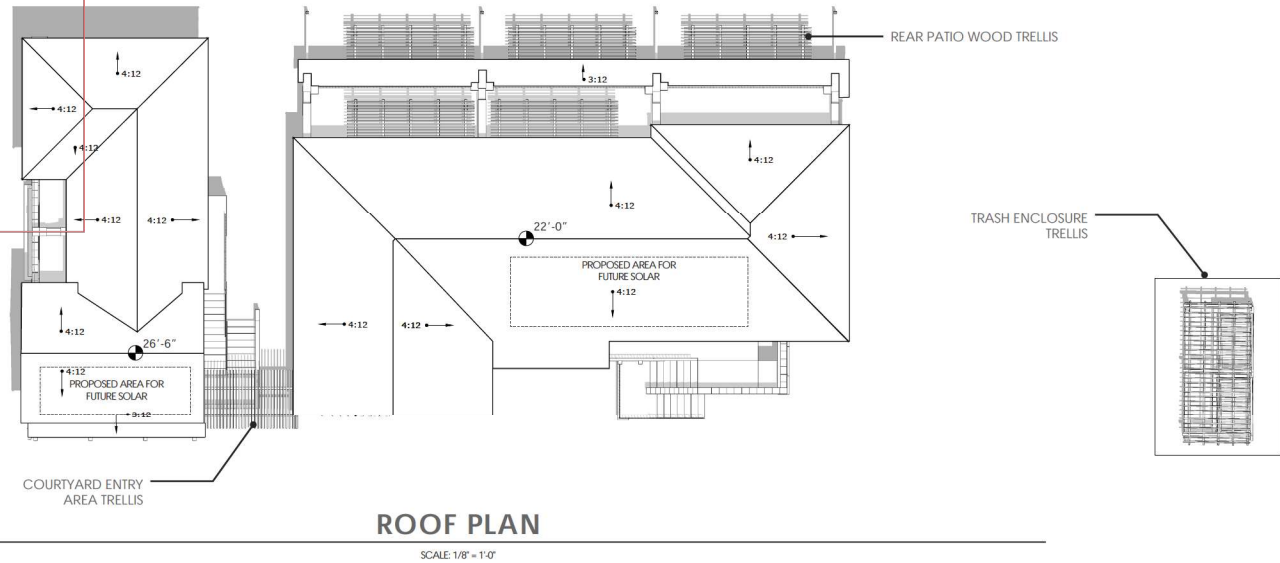 REAR PATIO WOOD TRELLIS
4:12
3:12
4:12
4:12
4:12
4:12
4:12
4:12
4:12
22'-0"
4:12
TRASH ENCLOSURE
TRELLIS
PROPOSED AREA FOR
FUTURE SOLAR
4:12
4:12
4:12
4:12
26'-6"
4:12
PROPOSED AREA FOR
FUTURE SOLAR
3:12
COURTYARD ENTRY
AREA TRELLIS
ROOF PLAN
SCALE: 1/8" = 1'-0"